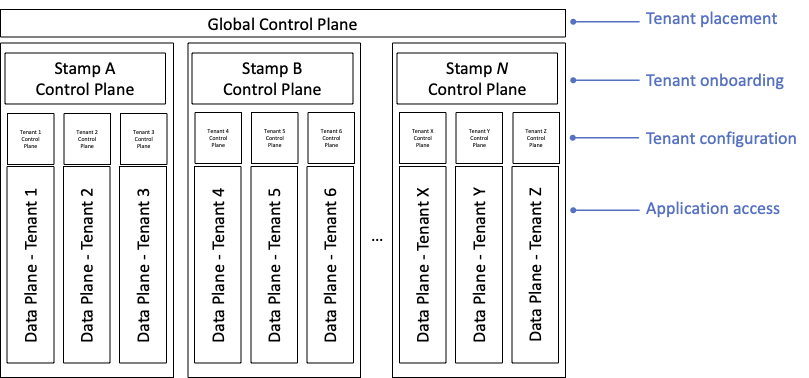 Global Control Plane
Tenant placement
Stamp A
Control Plane
Stamp B
Control Plane
Stamp N
Control Plane
Tenant onboarding
Tenant 1
Control
Plane
Tenant 2
Control
Plane
Tenant 3
Control
Plane
Tenant 4
Control
Plane
Tenant 5
Control
Plane
Tenant 6
Control
Plane
Tenant X
Control
Plane
Tenant Y
Control
Plane
Tenant Z
Control
Plane
Tenant configuration
Data Plane - Tenant 1
Data Plane - Tenant 2
Data Plane - Tenant 3
Data Plane - Tenant 4
Data Plane - Tenant 5
Data Plane - Tenant 6
...
Data Plane - Tenant X
Data Plane - Tenant Y
Data Plane - Tenant Z
Application access